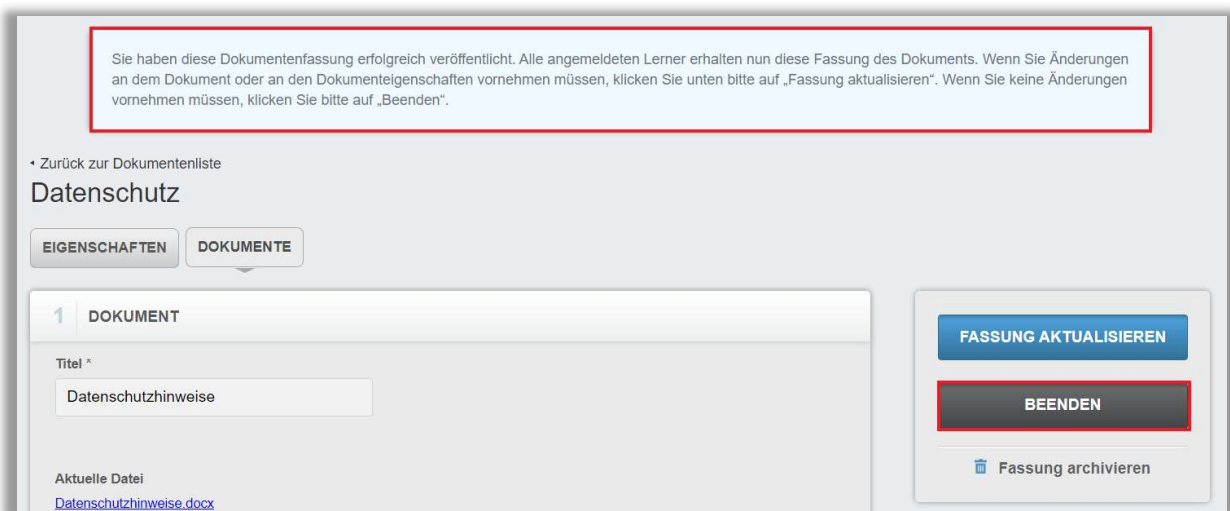 Sie haben diese Dokumentenfassung erfolgreich veröffentlicht. Alle angemeldeten Lerner erhalten nun diese Fassung des Dokuments. Wenn Sie Änderungen
an dem Dokument oder an den Dokumenteigenschaften vornehmen müssen, klicken Sie unten bitte auf „Fassung aktualisieren“. Wenn Sie keine Änderungen
vornehmen müssen, klicken Sie bitte auf „Beenden“.
Zurück zur Dokumentenliste
Datenschutz
EIGENSCHAFTEN
DOKUMENTE
1 DOKUMENT
Titel *
Datenschutzhinweise
Aktuelle Datei
Datenschutzhinweise.docx
FASSUNG AKTUALISIEREN
BEENDEN
Fassung archivieren